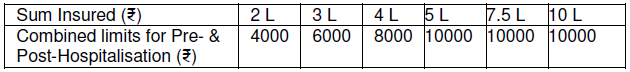 Sum Insured (₹) 2 L 3 L 4 L 5 L 7.5 L 10 L
Combined limits for Pre- & 4000 6000 8000 10000 10000 10000
Post-Hospitalisation (₹)